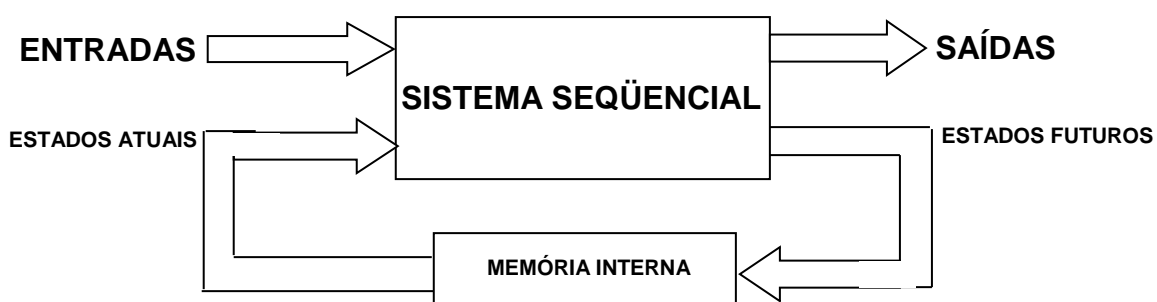 ENTRADAS
SAÍDAS
SISTEMA SEQÜENCIAL
ESTADOS ATUAIS
ESTADOS FUTUROS
MEMÓRIA INTERNA